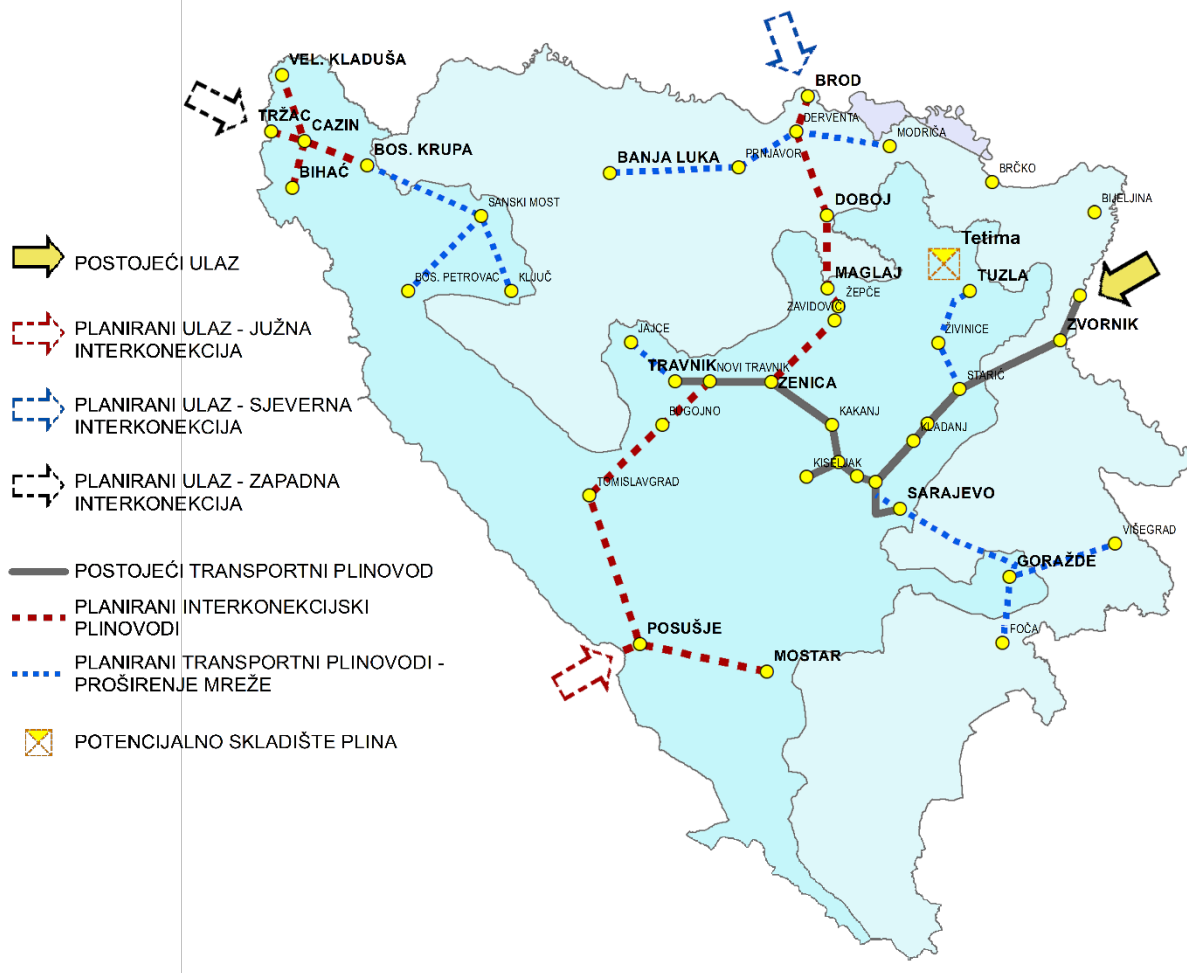 VEL. KLADUŠA
TRŽAC
CAZIN
BIHAĆ
BOS. KRUPA
SANSKI MOST
BOS. PETROVAC
KLJUČ
BANJA LUKA
PRNJAVOR
BROD
DERVENTA
MODRIČA
BRČKO
BIJELJINA
DOBOJ
Tetima
TUZLA
MAGLAJ
ŽEPČE
ZAVIDOVIĆI
ŽIVINICE
ZVORNIK
JAJCE
TRAVNIK
NOVI TRAVNIK
ZENICA
STARIČ
BUGOJNO
KAKANJ
KLADANJ
KISELJAK
TOMISLAVGRAD
SARAJEVO
VIŠEGRAD
GORAŽDE
FOČA
POSUŠJE
MOSTAR
POSTOJEĆI ULAZ
PLANIRANI ULAZ - JUŽNA
INTERKONEKCIJA
PLANIRANI ULAZ - SJEVERNA
INTERKONEKCIJA
PLANIRANI ULAZ - ZAPADNA
INTERKONEKCIJA
POSTOJEĆI TRANSPORTNI PLINOVOD
PLANIRANI INTERKONEKCIJSKI
PLINOVODI
PLANIRANI TRANSPORTNI PLINOVODI -
PROŠIRENJE MREŽE
POTENCIJALNO SKLADIŠTE PLINA